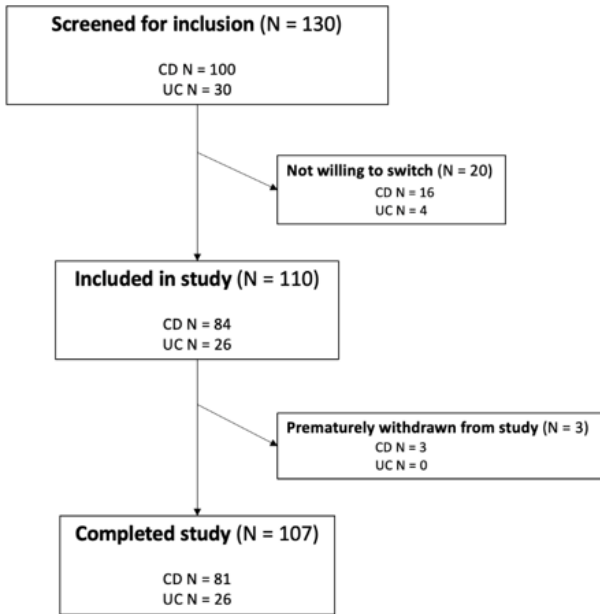 Screened for inclusion (N = 130)
CD N = 100
UC N = 30
Not willing to switch (N = 20)
CD N = 16
UC N = 4
Included in study (N = 110)
CD N = 84
UC N = 26
Prematurely withdrawn from study (N = 3)
CD N = 3
UC N = 0
Completed study (N = 107)
CD N = 81
UC N = 26